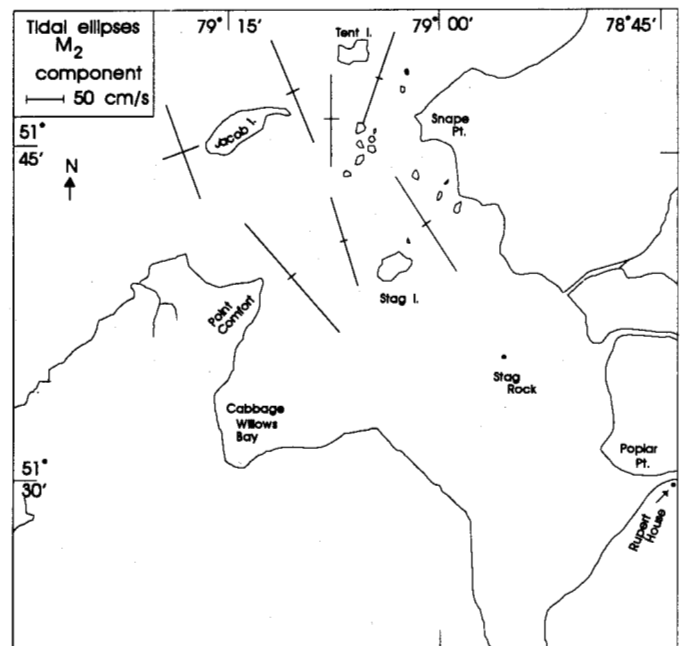 Tidal ellipses
M2
component
50 cm/s
79° 15′
79° 00′
78° 45′
Tent I.
Jacob I.
Snape
Pt.
51°
45′
N
Point
Comfort
Stag I.
Stag
Rock
Cabbage
Willows
Bay
Poplar
Pt.
51°
30′
Rupert
House